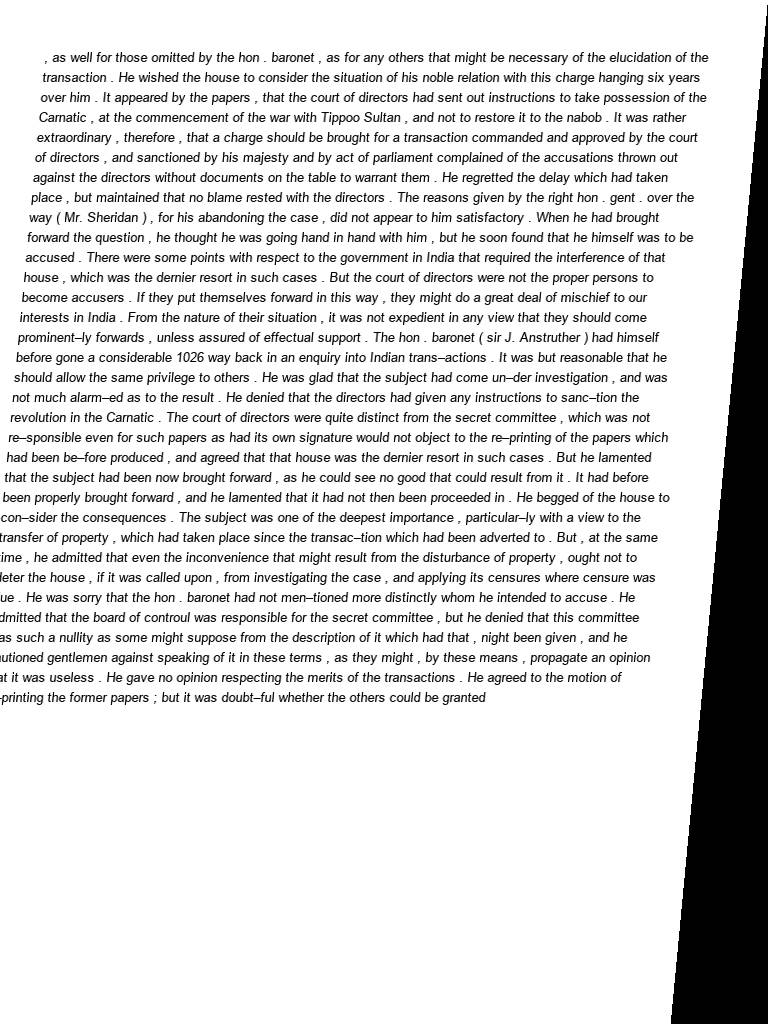 , as well for those omitted by the hon . baronet , as for any others that might be necessary of the elucidation of the
transaction . He wished the house to consider the situation of his noble relation with this charge hanging six years
over him . It appeared by the papers , that the court of directors had sent out instructions to take possession of the
Carnatic , at the commencement of the war with Tippoo Sultan , and not to restore it to the nabob . It was rather
extraordinary , therefore , that a charge should be brought for a transaction commanded and approved by the court
of directors , and sanctioned by his majesty and by act of parliament complained of the accusations thrown out
against the directors without documents on the table to warrant them . He regretted the delay which had taken
place , but maintained that no blame rested with the directors . The reasons given by the right hon . gent . over the
way ( Mr. Sheridan ) , for his abandoning the case , did not appear to him satisfactory . When he had brought
forward the question , he thought he was going hand in hand with him , but he soon found that he himself was to be
accused . There were some points with respect to the government in India that required the interference of that
house , which was the dernier resort in such cases . But the court of directors were not the proper persons to
become accusers . If they put themselves forward in this way , they might do a great deal of mischief to our
interests in India . From the nature of their situation , it was not expedient in any view that they should come
prominent–ly forwards , unless assured of effectual support . The hon . baronet ( sir J. Anstruther ) had himself
before gone a considerable 1026 way back in an enquiry into Indian trans–actions . It was but reasonable that he
should allow the same privilege to others . He was glad that the subject had come un–der investigation , and was
not much alarm–ed as to the result . He denied that the directors had given any instructions to sanc–tion the
revolution in the Carnatic . The court of directors were quite distinct from the secret committee , which was not
re–sponsible even for such papers as had its own signature would not object to the re–printing of the papers which
had been be–fore produced , and agreed that that house was the dernier resort in such cases . But he lamented
that the subject had been now brought forward , as he could see no good that could result from it . It had before
been properly brought forward , and he lamented that it had not then been proceeded in . He begged of the house to
con–sider the consequences . The subject was one of the deepest importance , particular–ly with a view to the
transfer of property , which had taken place since the transac–tion which had been adverted to . But , at the same
ime , he admitted that even the inconvenience that might result from the disturbance of property , ought not to
deter the house , if it was called upon , from investigating the case , and applying its censures where censure was
ue . He was sorry that the hon . baronet had not men–tioned more distinctly whom he intended to accuse . He
dmitted that the board of controul was responsible for the secret committee , but he denied that this committee
as such a nullity as some might suppose from the description of it which had that , night been given , and he
utioned gentlemen against speaking of it in these terms , as they might , by these means , propagate an opinion
at it was useless . He gave no opinion respecting the merits of the transactions . He agreed to the motion of
–printing the former papers ; but it was doubt–ful whether the others could be granted